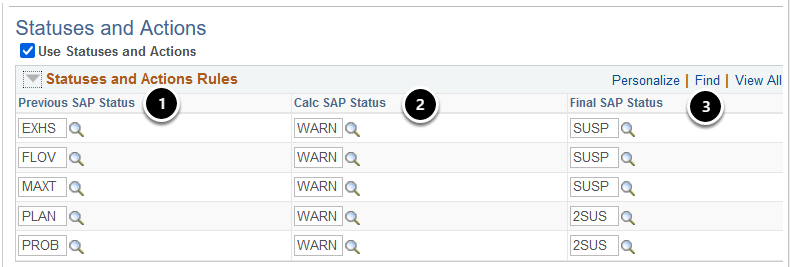 Statuses and Actions
Use Statuses and Actions
Statuses and Actions Rules Personalize | Find | View All
Previous SAP Status 1 Calc SAP Status 2 Final SAP Status 3
EXHS WARN SUSP
FLOV WARN SUSP
MAXT WARN SUSP
PLAN WARN 2SUS
PROB WARN 2SUS